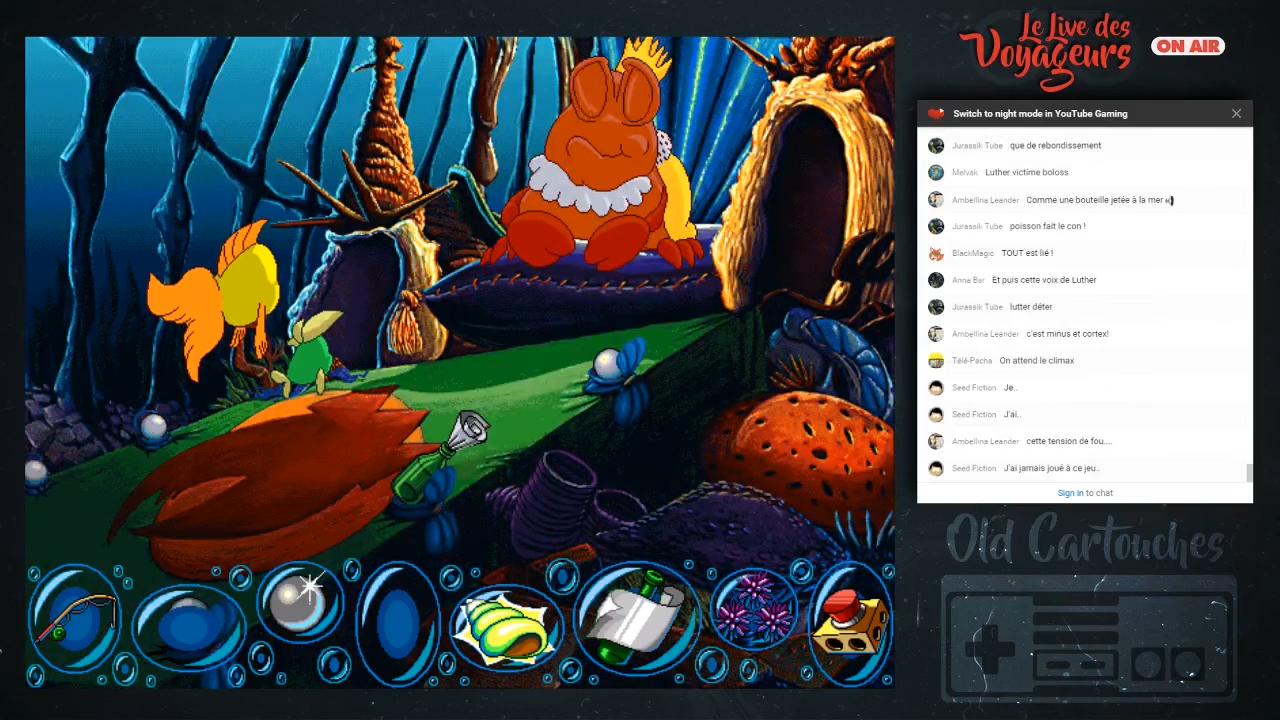 Le Live des
Voyageurs
ON AIR
Switch to night mode in YouTube Gaming
Jurassik Tube que de rebondissement
Melvak Luther victime boloss
Ambellina Leander Comme une bouteille jetée à la mer
Jurassik Tube poisson fait le con !
BlackMagic TOUT est lié !
Anna Bar Et puis cette voix de Luther
Jurassik Tube lutter déter
Ambellina Leander c'est minus et cortex!
Télé-Pacha On attend le climax
Seed Fiction Je..
Seed Fiction J'ai..
Ambellina Leander cette tension de fou....
Seed Fiction J'ai jamais joué à ce jeu..
Sign in to chat
Old Cartouches